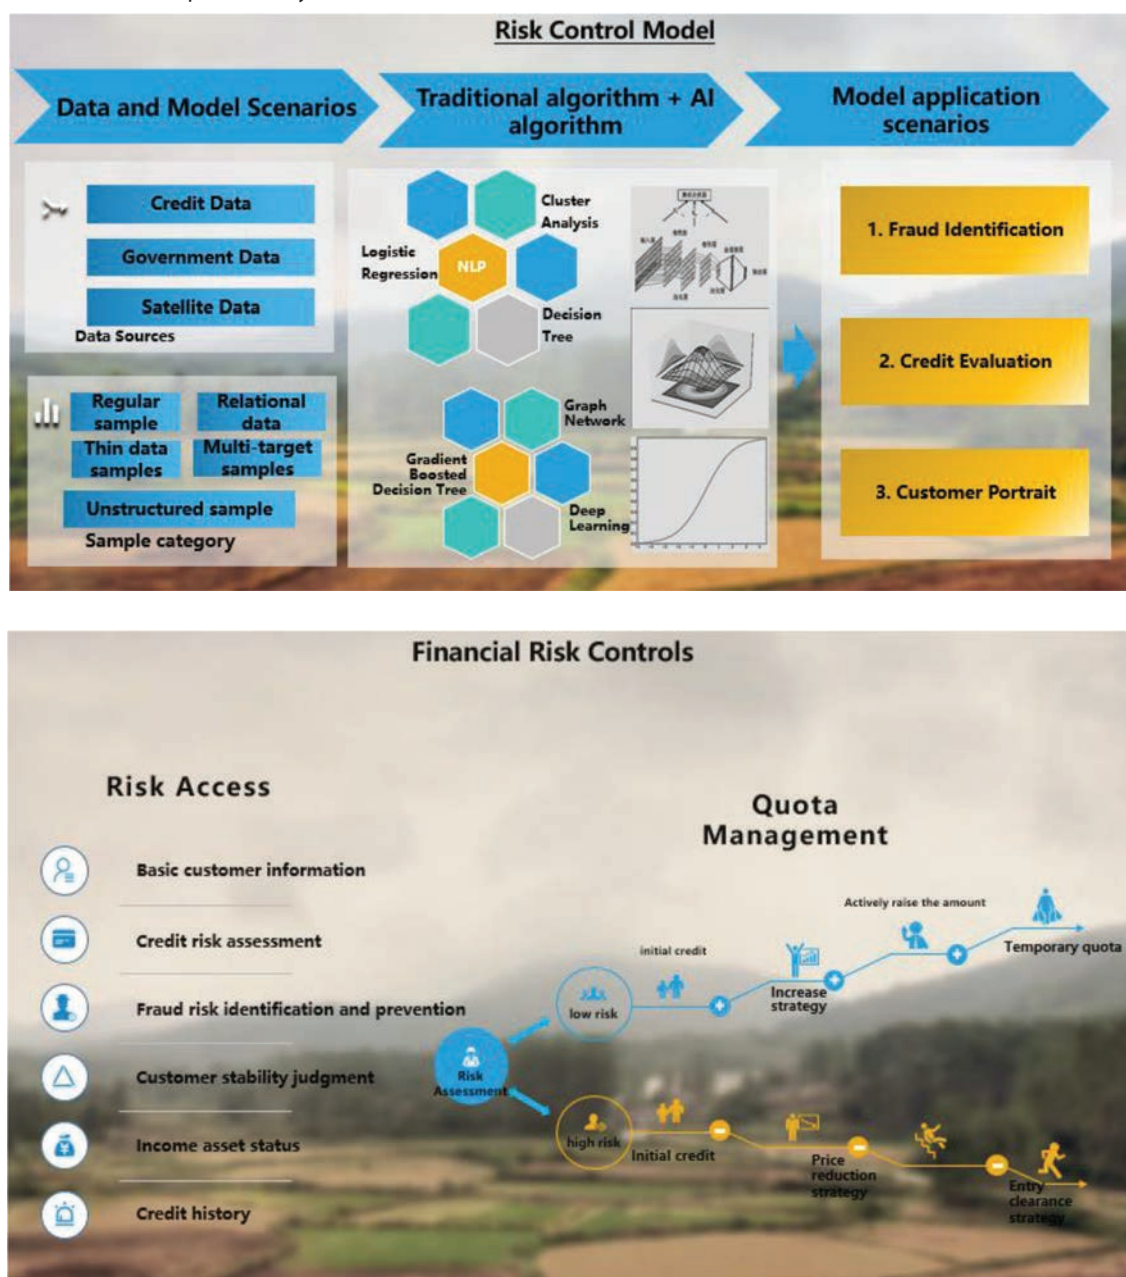 Risk Control Model
Data and Model Scenarios
Traditional algorithm + AI
algorithm
Model application
scenarios
Credit Data
Government Data
Satellite Data
Data Sources
Regular
sample
Relational
data
Thin data
samples
Multi-target
samples
Unstructured sample
Sample category
Cluster
Analysis
Logistic
Regression
NLP
Decision
Tree
Graph
Network
Gradient
Boosted
Decision Tree
Deep
Learning
1. Fraud Identification
2. Credit Evaluation
3. Customer Portrait
Financial Risk Controls
Risk Access
Basic customer information
Credit risk assessment
Fraud risk identification and prevention
Customer stability judgment
Income asset status
Credit history
Quota
Management
Risk
Assessment
low risk
initial credit
Increase
strategy
Actively raise the amount
Temporary quota
high risk
Initial credit
Price
reduction
strategy
Entry
clearance
strategy